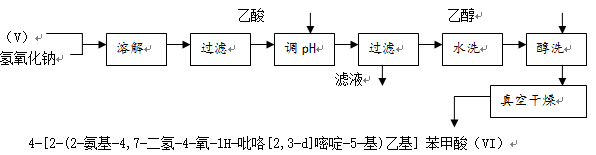 乙酸 乙醇
（V）
氢氧化钠
溶解 过滤 调 pH 过滤 水洗 醇洗
滤液
真空干燥
4-[2-(2-氨基-4,7-二氢-4-氧-1H-吡咯[2,3-d]嘧啶-5-基)乙基] 苯甲酸（VI）